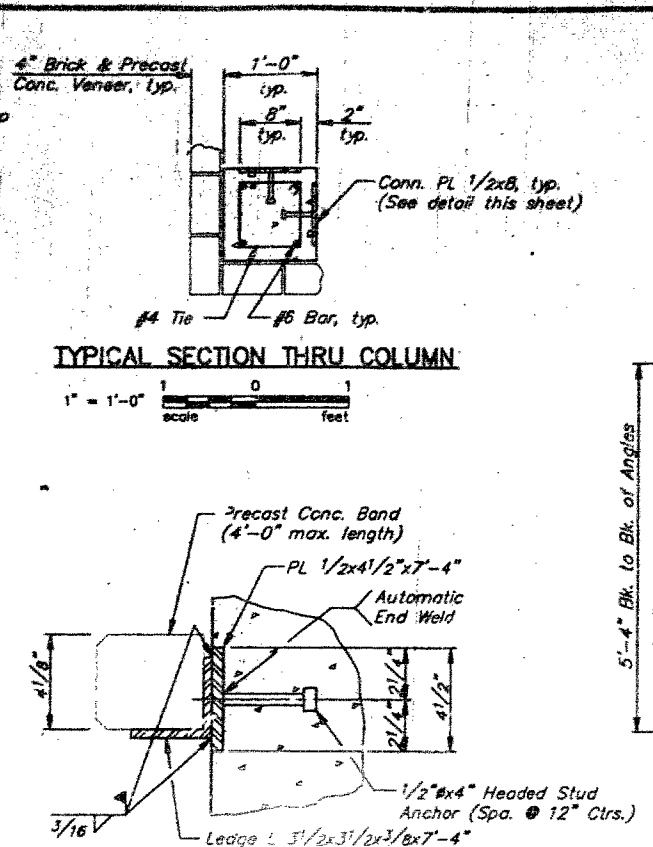 4" Brick & Precast
Conc. Veneer, typ.
1'-0"
typ.
8"
typ.
2"
typ.
Conn. PL 1/2x8, typ.
(See detail this sheet)
#4 Tie
#6 Bar, typ.
TYPICAL SECTION THRU COLUMN
1" = 1'-0"
1 0 1
scale feet
5'-4" Bk. to Bk. of Angles
Precast Conc. Band
(4'-0" max. length)
PL 1/2x4 1/2"x7'-4"
Automatic
End Weld
4 1/8"
2 1/4"
2 1/4"
4 1/2"
1/2"øx4" Headed Stud
Anchor (Spa. @ 12" Ctrs.)
3/16
Ledge L 3 1/2x3 1/2x3/8x7'-4"